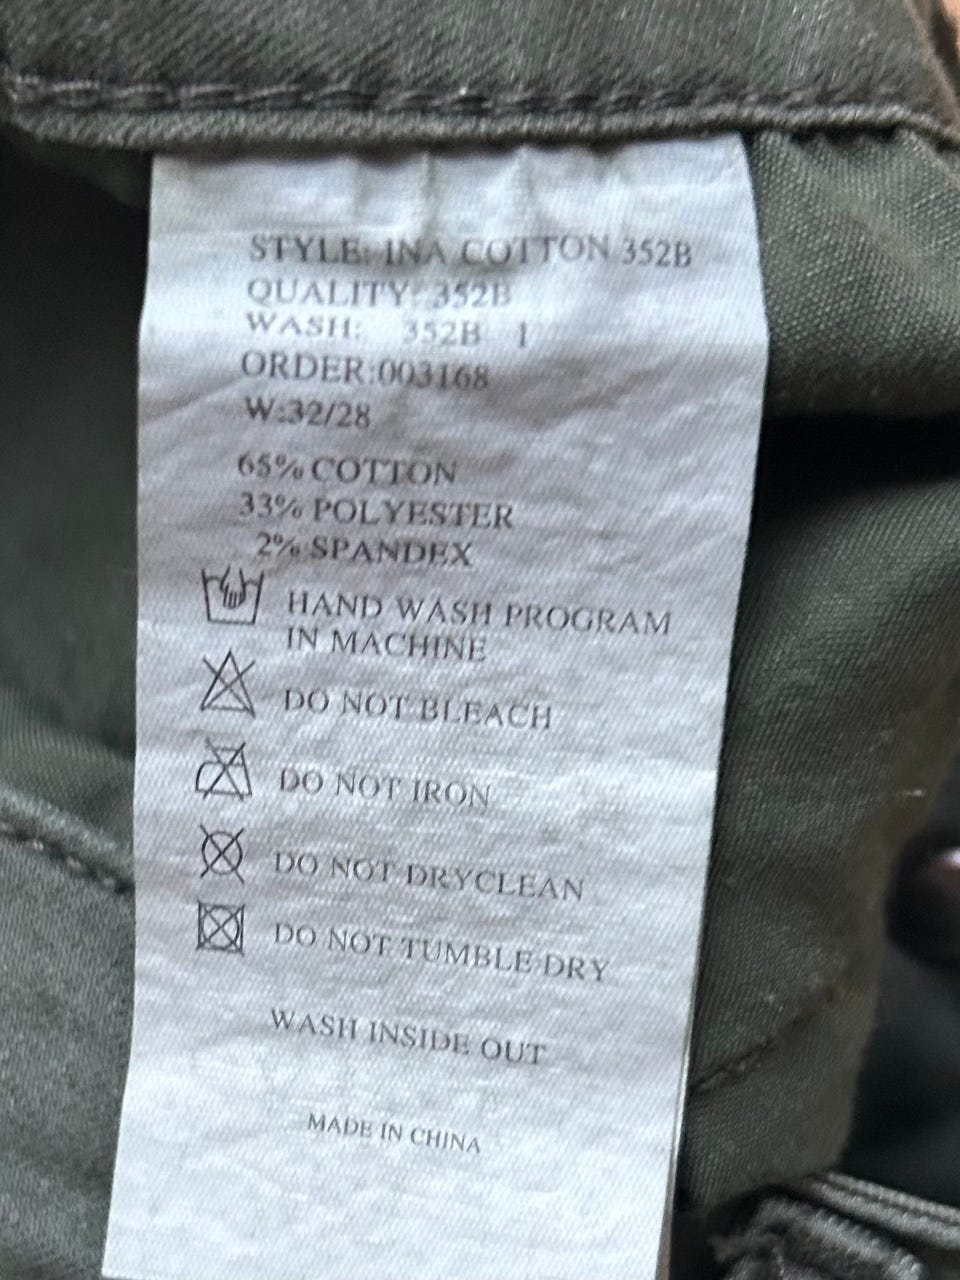 STYLE: INA COTTON 352B
QUALITY: 352B
WASH: 352B 1
ORDER:003168
W:32/28
65% COTTON
33% POLYESTER
2% SPANDEX
HAND WASH PROGRAM
IN MACHINE
DO NOT BLEACH
DO NOT IRON
DO NOT DRYCLEAN
DO NOT TUMBLE DRY
WASH INSIDE OUT
MADE IN CHINA